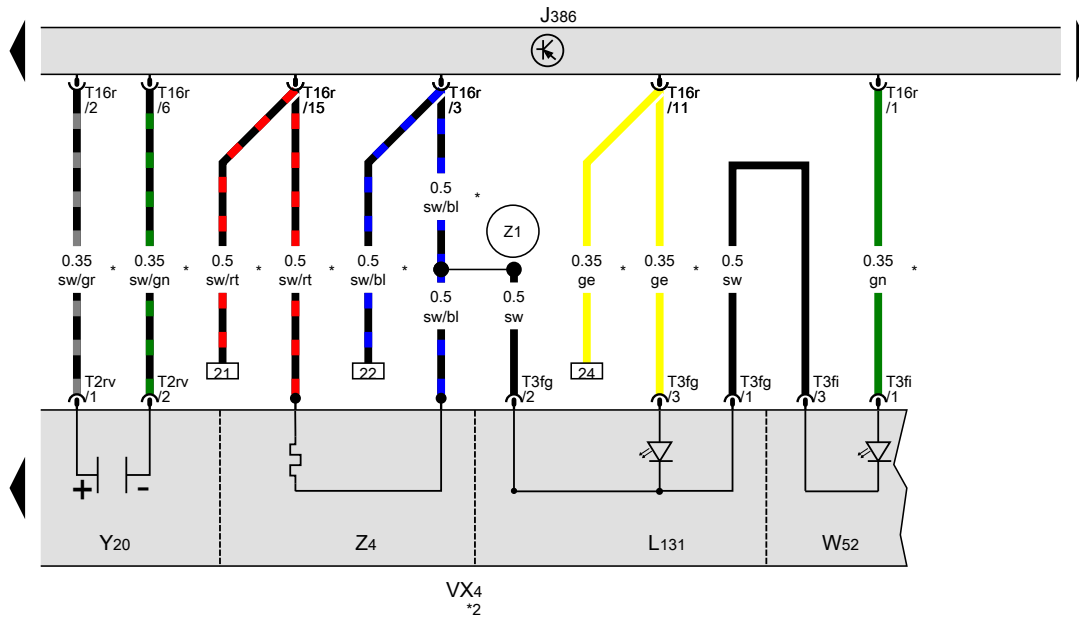 J386
T16r
/2
T16r
/6
T16r
/15
T16r
/3
T16r
/11
T16r
/1
0.5
sw/bl
*
Z1
0.35
sw/gr
*
0.35
sw/gn
*
0.5
sw/rt
*
0.5
sw/rt
*
0.5
sw/bl
*
0.35
ge
*
0.35
ge
*
0.5
sw
0.35
gn
*
0.5
sw/bl
0.5
sw
21
22
24
T2rv
/1
T2rv
/2
T3fg
/2
T3fg
/3
T3fg
/1
T3fi
/3
T3fi
/1
+ -
Y20
Z4
L131
W52
VX4
*2